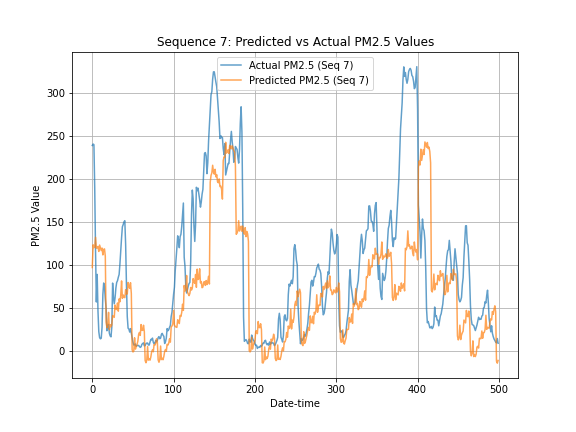 Sequence 7: Predicted vs Actual PM2.5 Values
Actual PM2.5 (Seq 7)
Predicted PM2.5 (Seq 7)
PM2.5 Value
300
250
200
150
100
50
0
0 100 200 300 400 500
Date-time